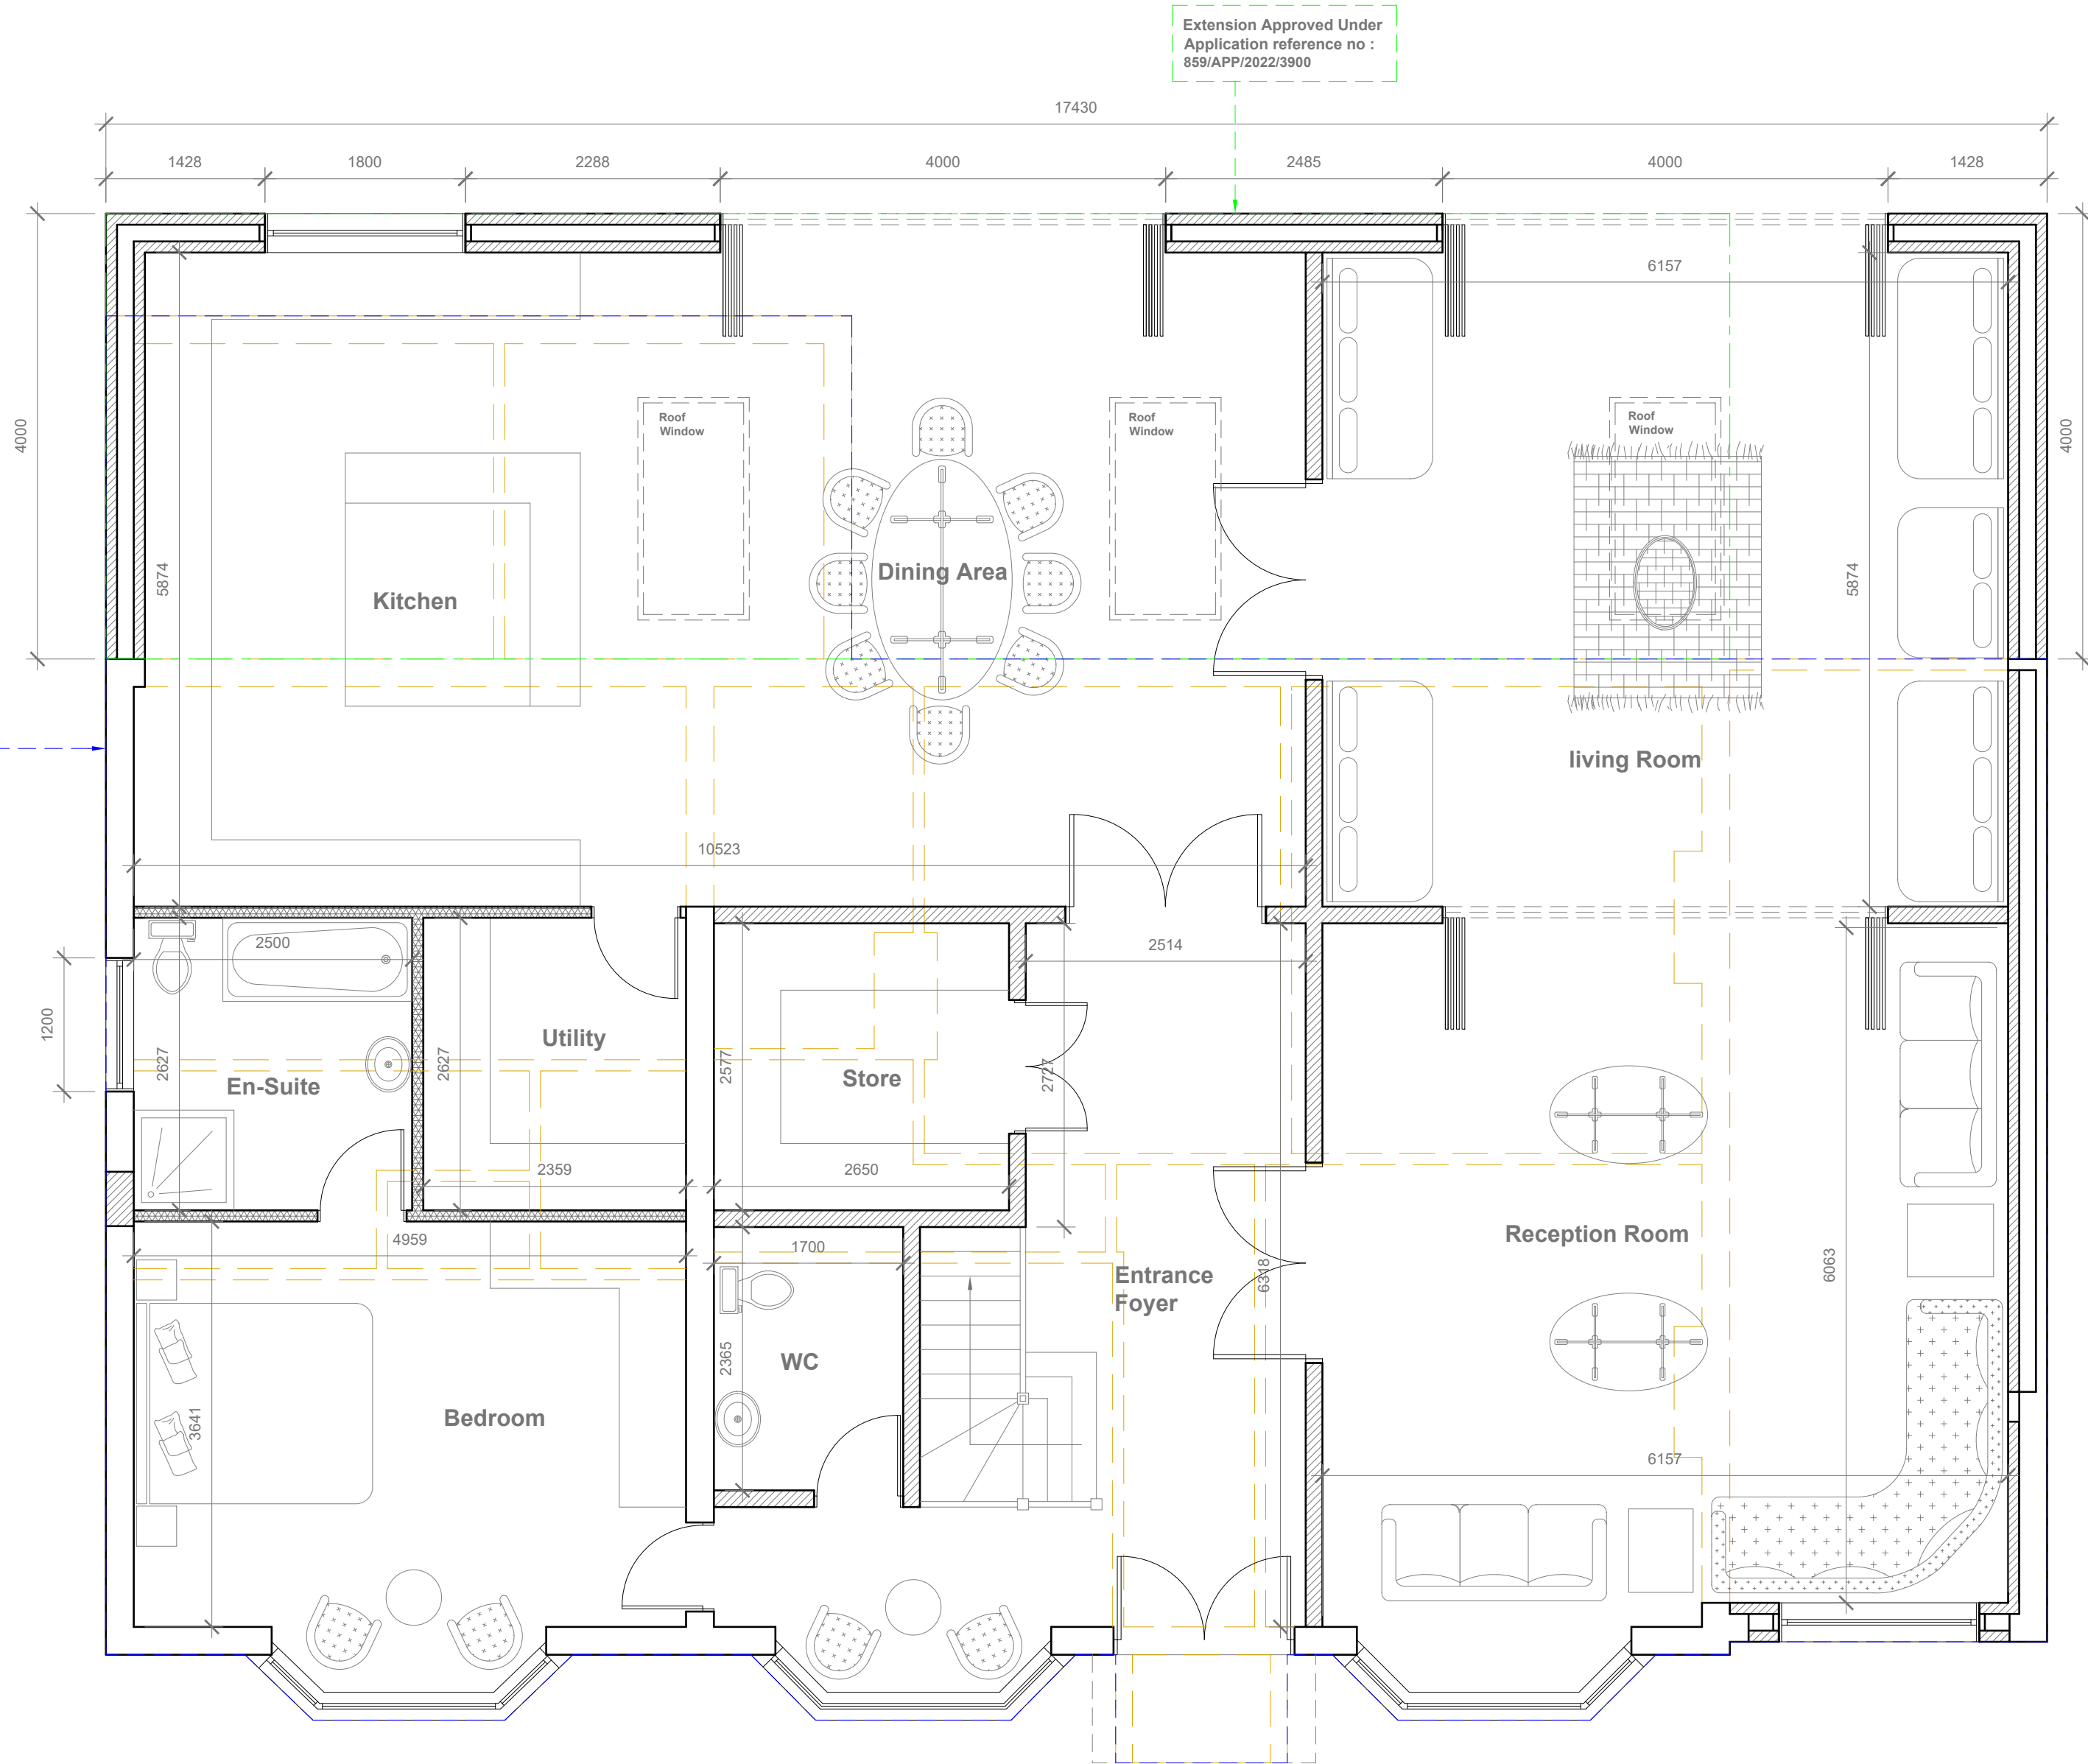 Extension Approved Under
Application reference no :
859/APP/2022/3900
17430
1428
1800
2288
4000
2485
4000
1428
6157
4000
4000
Roof
Window
Roof
Window
Roof
Window
5874
Kitchen
Dining Area
5874
living Room
10523
2500
2514
1200
2627
En-Suite
2627
Utility
2577
Store
2727
2359
2650
4959
1700
Entrance
Foyer
6318
Reception Room
6063
2365
WC
3641
Bedroom
6157